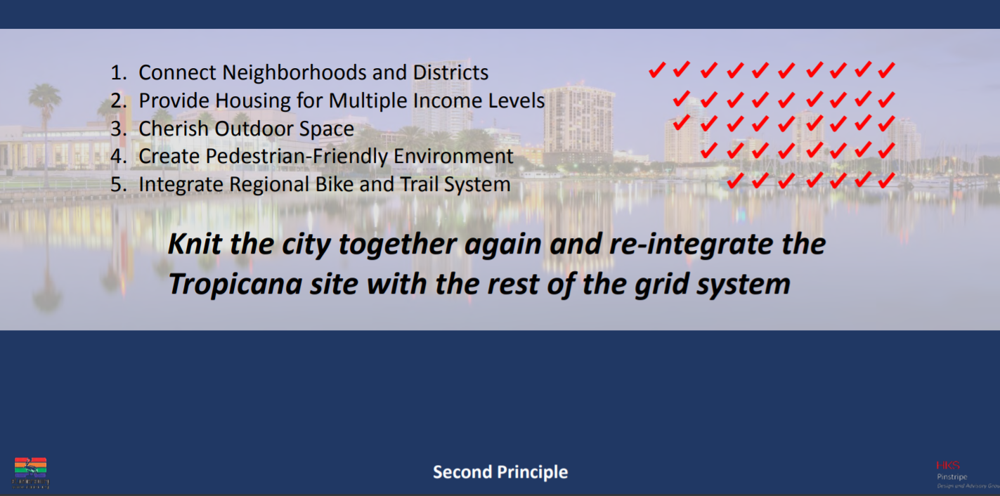 1. Connect Neighborhoods and Districts
2. Provide Housing for Multiple Income Levels
3. Cherish Outdoor Space
4. Create Pedestrian-Friendly Environment
5. Integrate Regional Bike and Trail System
Knit the city together again and re-integrate the
Tropicana site with the rest of the grid system
Second Principle
HKS
Pinstripe
Design and Advisory Grou